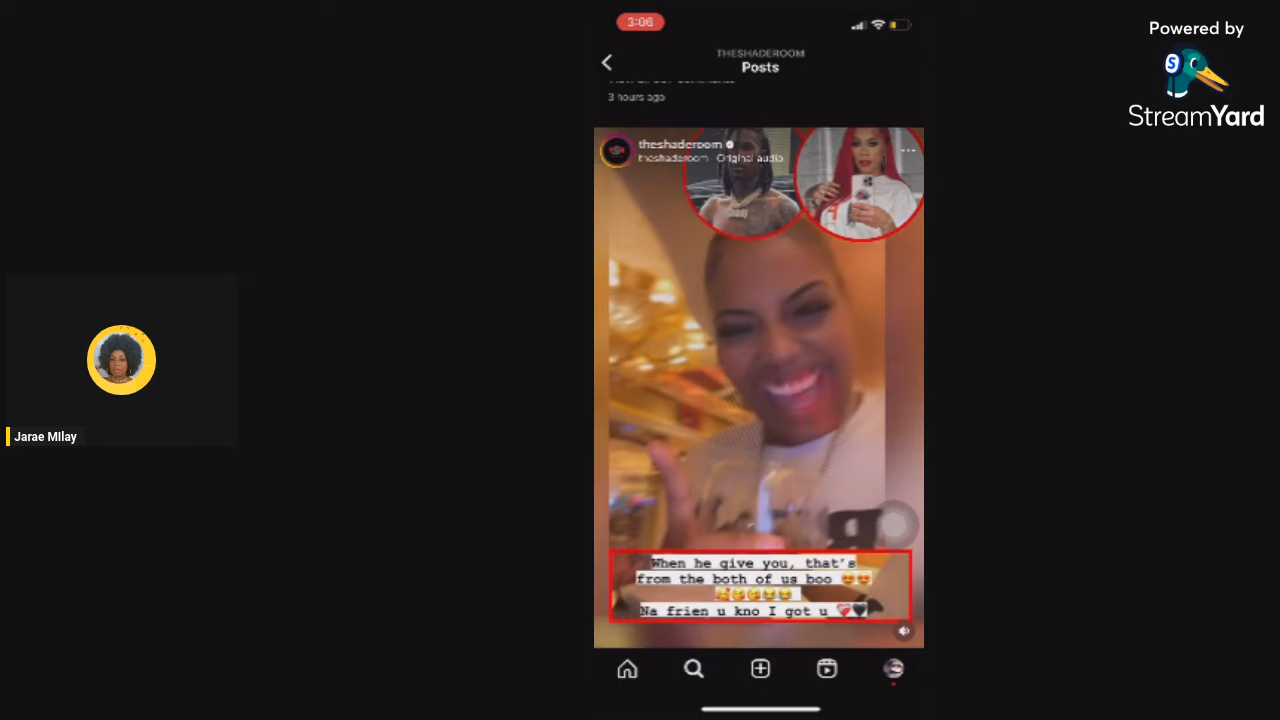 3:06
Powered by
StreamYard
THESHADEROOM
Posts
3 hours ago
theshaderoom
theshaderoom · Original audio
When he give you, that's
from the both of us boo 😍😍
🥰😘😘😂😂
Na frien u kno I got u ❤️🖤
Jarae MIlay